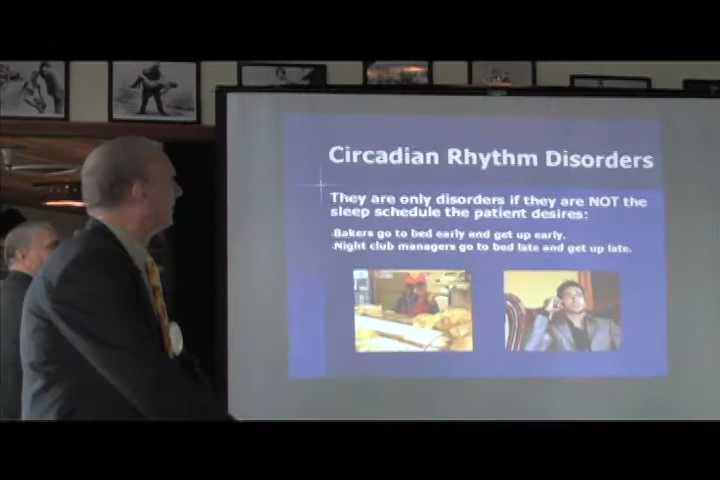 Circadian Rhythm Disorders
They are only disorders if they are NOT the
sleep schedule the patient desires:
Bakers go to bed early and get up early.
Night club managers go to bed late and get up late.